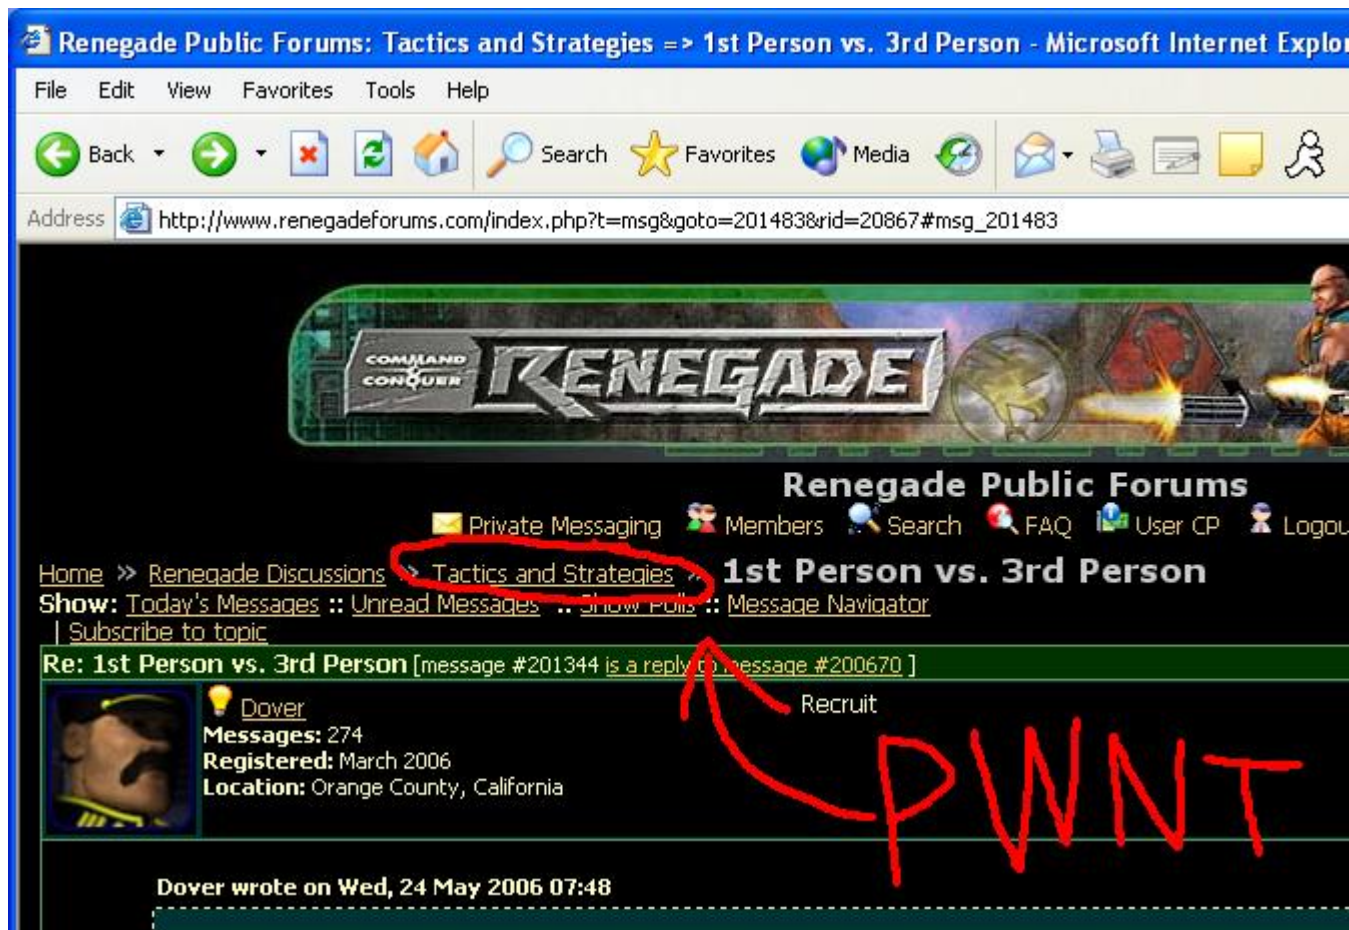 Renegade Public Forums: Tactics and Strategies => 1st Person vs. 3rd Person - Microsoft Internet Explor
File Edit View Favorites Tools Help
Back Search Favorites Media
Address http://www.renegadeforums.com/index.php?t=msg&goto=201483&rid=20867#msg_201483
COMMAND & CONQUER RENEGADE
Renegade Public Forums
Private Messaging Members Search FAQ User CP Logou
Home » Renegade Discussions » Tactics and Strategies » 1st Person vs. 3rd Person
Show: Today's Messages :: Unread Messages :: Show Polls :: Message Navigator
| Subscribe to topic
Re: 1st Person vs. 3rd Person [message #201344 is a reply to message #200670 ]
Dover Recruit
Messages: 274
Registered: March 2006
Location: Orange County, California
PWNT
Dover wrote on Wed, 24 May 2006 07:48